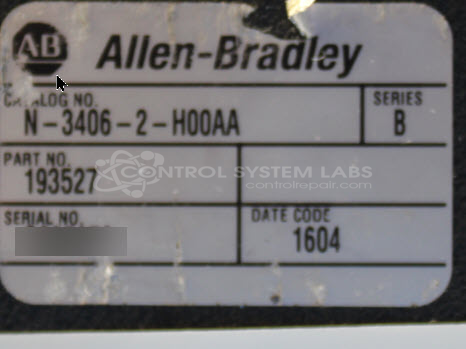 AB Allen-Bradley
CATALOG NO.
N-3406-2-H00AA
SERIES
B
PART NO.
193527
CONTROL SYSTEM LABS
controlrepair.com
SERIAL NO.
DATE CODE
1604